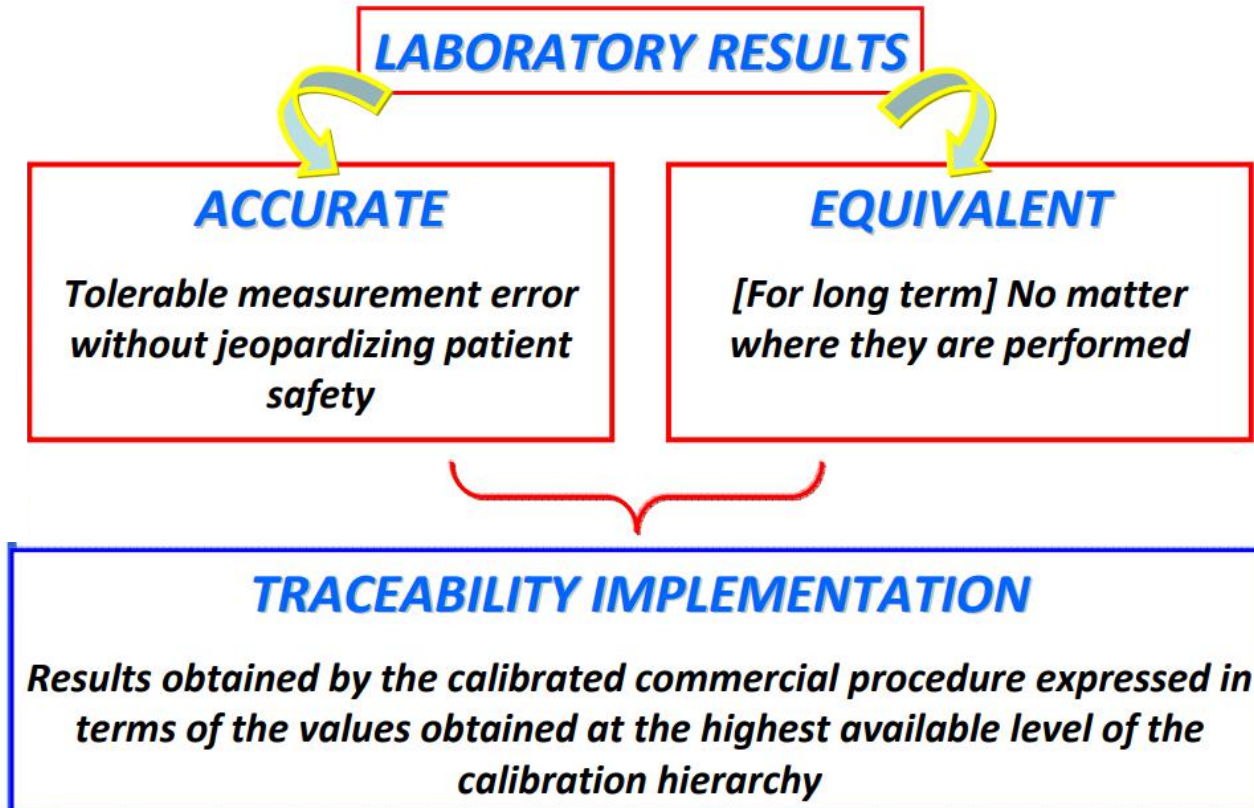 LABORATORY RESULTS
ACCURATE
Tolerable measurement error
without jeopardizing patient
safety
EQUIVALENT
[For long term] No matter
where they are performed
TRACEABILITY IMPLEMENTATION
Results obtained by the calibrated commercial procedure expressed in
terms of the values obtained at the highest available level of the
calibration hierarchy